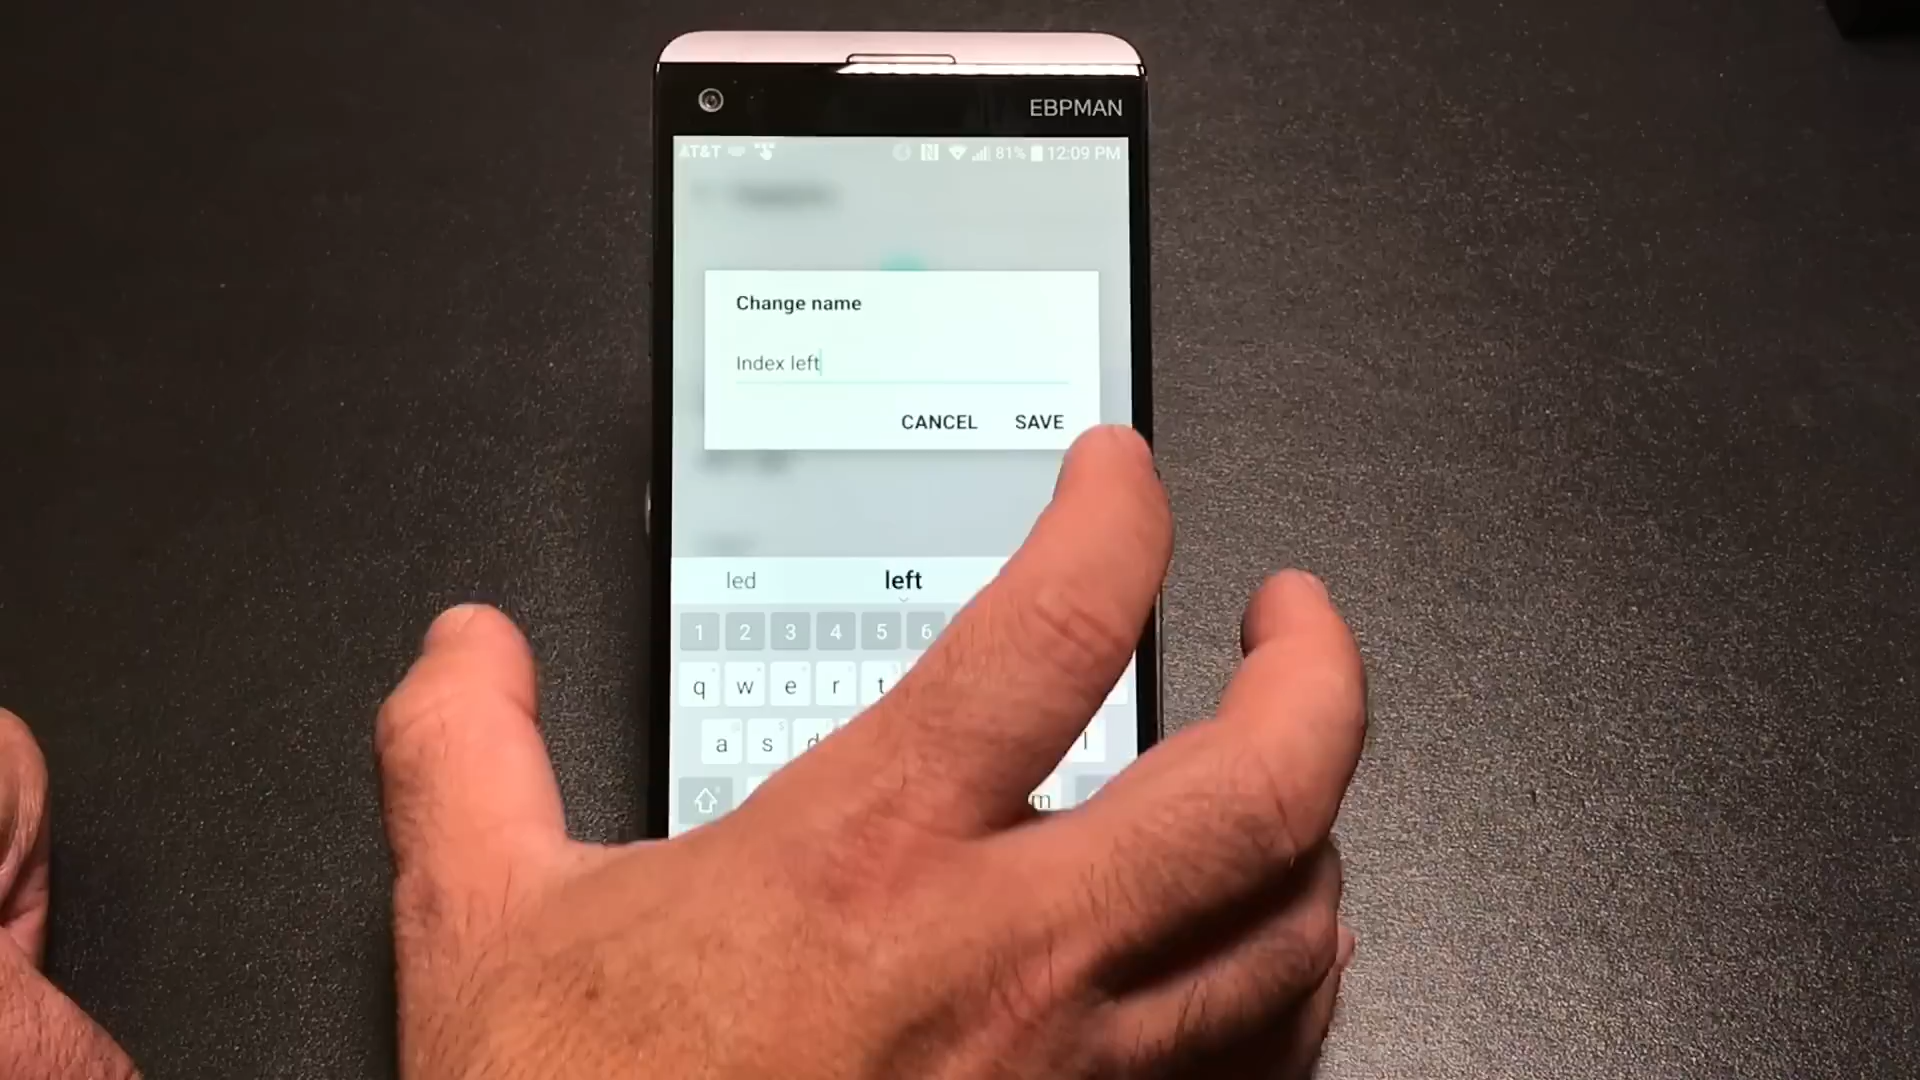 EBPMAN
AT&T 81% 12:09 PM
Change name
Index left
CANCEL SAVE
led left
1 2 3 4 5 6
q w e r t
a s d l
m